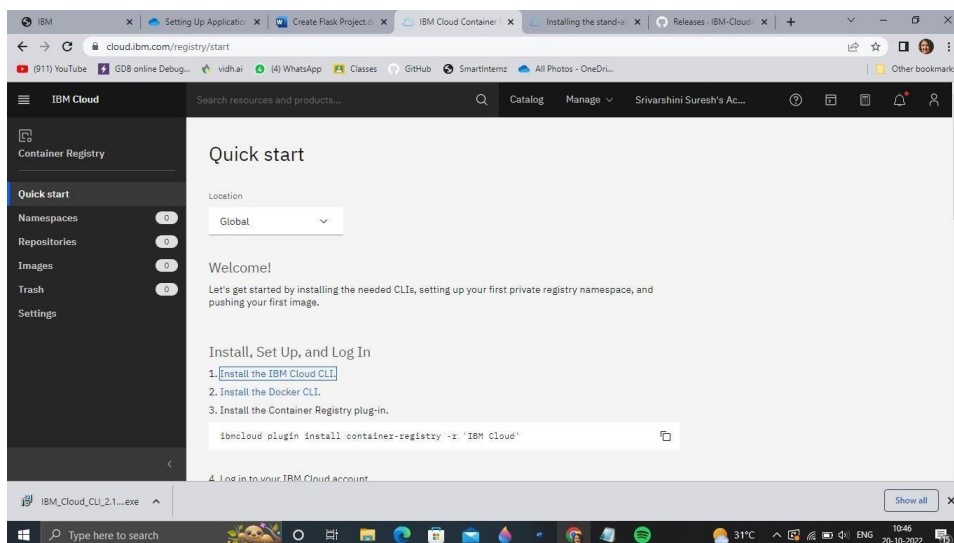 IBM
Setting Up Application
Create Flask Project.d
IBM Cloud Container
Installing the stand-al
Releases · IBM-Cloud
cloud.ibm.com/registry/start
(911) YouTube
GDB online Debug...
vidh.ai
(4) WhatsApp
Classes
GitHub
SmartInternz
All Photos - OneDri...
Other bookmark
IBM Cloud
Search resources and products...
Catalog
Manage
Srivarshini Suresh's Ac...
Container Registry
Quick start
Namespaces 0
Repositories 0
Images 0
Trash 0
Settings
Quick start
Location
Global
Welcome!
Let's get started by installing the needed CLIs, setting up your first private registry namespace, and
pushing your first image.
Install, Set Up, and Log In
1. Install the IBM Cloud CLI.
2. Install the Docker CLI.
3. Install the Container Registry plug-in.
ibmcloud plugin install container-registry -r 'IBM Cloud'
4. Log in to your IBM Cloud account
IBM_Cloud_CLI_2.1....exe
Show all
Type here to search
31°C
ENG
10:46
20-10-2022